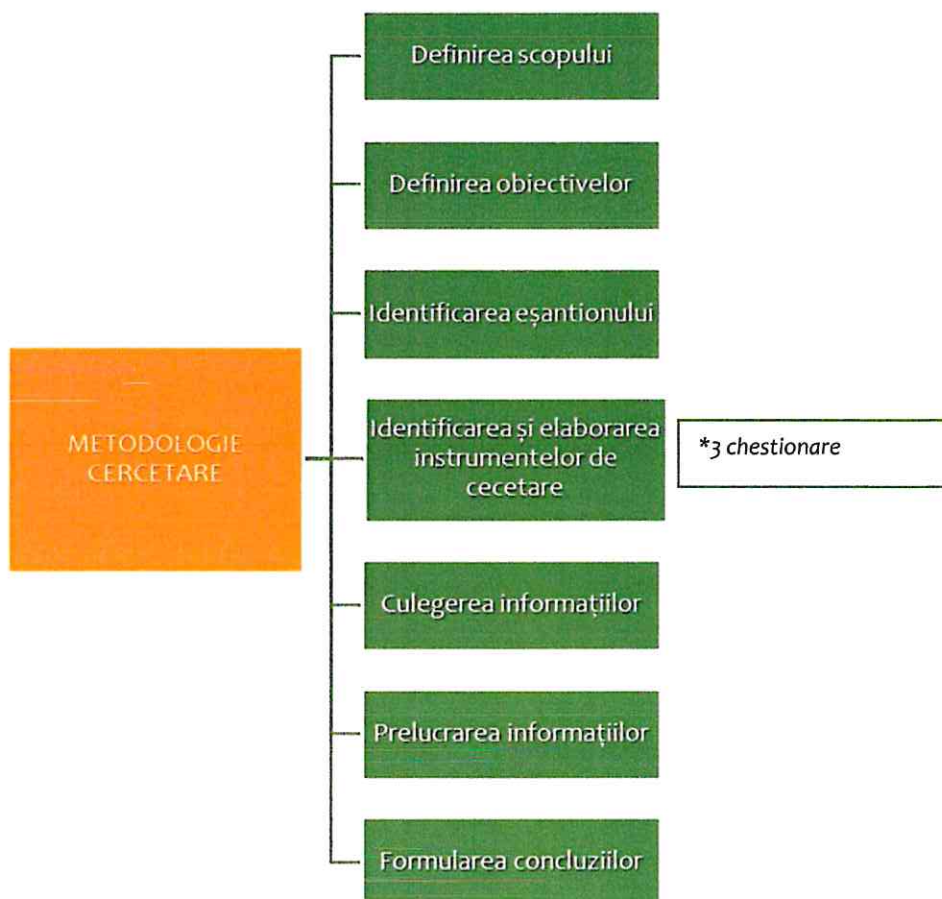 Definirea scopului
Definirea obiectivelor
Identificarea eșantionului
METODOLOGIE
CERCETARE
Identificarea și elaborarea
instrumentelor de
cecetare
*3 chestionare
Culegerea informațiilor
Prelucrarea informațiilor
Formularea concluziilor